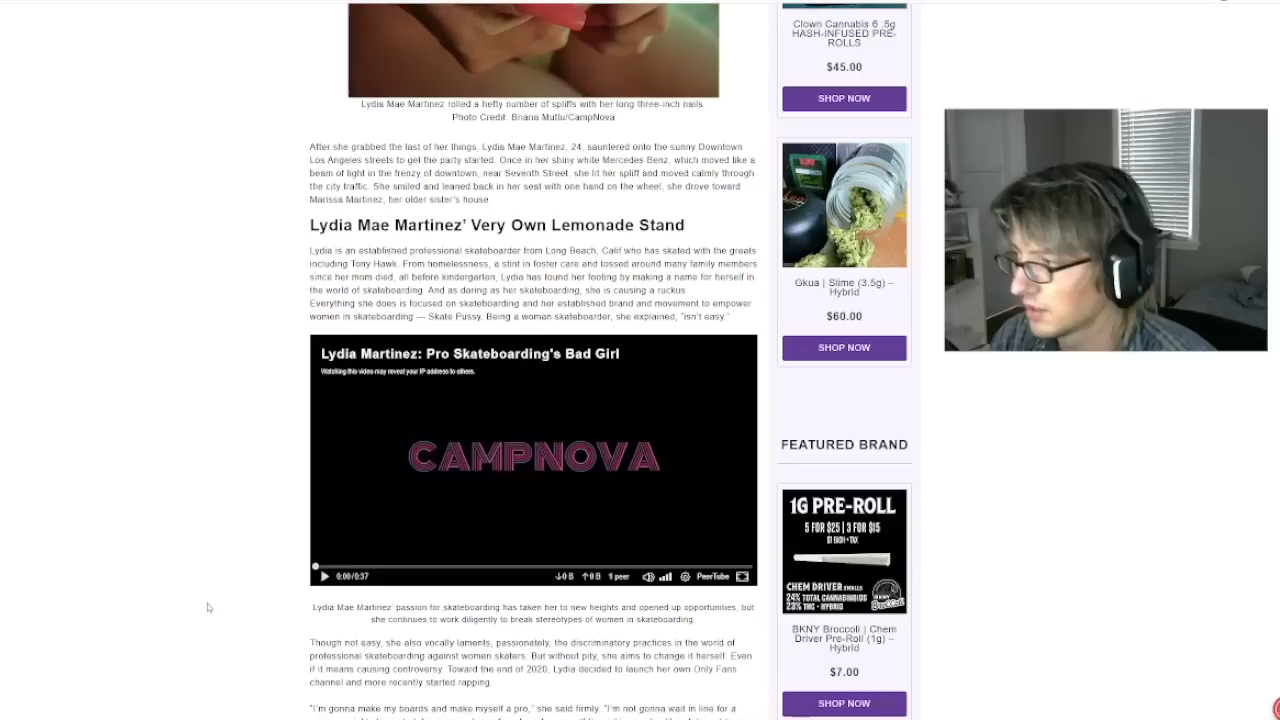 Lydia Mae Martinez rolled a hefty number of spliffs with her long three-inch nails
Photo Credit: Briana Mutlu/CampNova
After she grabbed the last of her things, Lydia Mae Martinez, 24, sauntered onto the sunny Downtown
Los Angeles streets to get the party started. Once in her shiny white Mercedes Benz, which moved like a
beam of light in the frenzy of downtown, near Seventh Street, she lit her spliff and moved calmly through
the city traffic. She smiled and leaned back in her seat with one hand on the wheel, she drove toward
Marissa Martinez, her older sister's house.
Lydia Mae Martinez' Very Own Lemonade Stand
Lydia is an established professional skateboarder from Long Beach, Calif who has skated with the greats
including Tony Hawk. From homelessness, a stint in foster care and tossed around many family members
since her mom died, all before kindergarten, Lydia has found her footing by making a name for herself in
the world of skateboarding. And as daring as her skateboarding, she is causing a ruckus.
Everything she does is focused on skateboarding and her established brand and movement to empower
women in skateboarding — Skate Pussy. Being a woman skateboarder, she explained, "isn't easy."
Lydia Martinez: Pro Skateboarding's Bad Girl
Watching this video may reveal your IP address to others.
CAMPNOVA
0:00/0:37
↓0 B ↑0 B 1 peer PeerTube
Lydia Mae Martinez' passion for skateboarding has taken her to new heights and opened up opportunities, but
she continues to work diligently to break stereotypes of women in skateboarding.
Though not easy, she also vocally laments, passionately, the discriminatory practices in the world of
professional skateboarding against women skaters. But without pity, she aims to change it herself. Even
if it means causing controversy. Toward the end of 2020, Lydia decided to launch her own Only Fans
channel and more recently started rapping.
"I'm gonna make my boards and make myself a pro," she said firmly. "I'm not gonna wait in line for a
Clown Cannabis 6 .5g
HASH-INFUSED PRE-
ROLLS
$45.00
SHOP NOW
Gkua | Slime (3.5g) –
Hybrid
$60.00
SHOP NOW
FEATURED BRAND
1G PRE-ROLL
5 FOR $25 | 3 FOR $15
CHEM DRIVER SMALLS
24% TOTAL CANNABINOIDS
23% THC • HYBRID
BKNY
Broccoli
BKNY Broccoli | Chem
Driver Pre-Roll (1g) –
Hybrid
$7.00
SHOP NOW